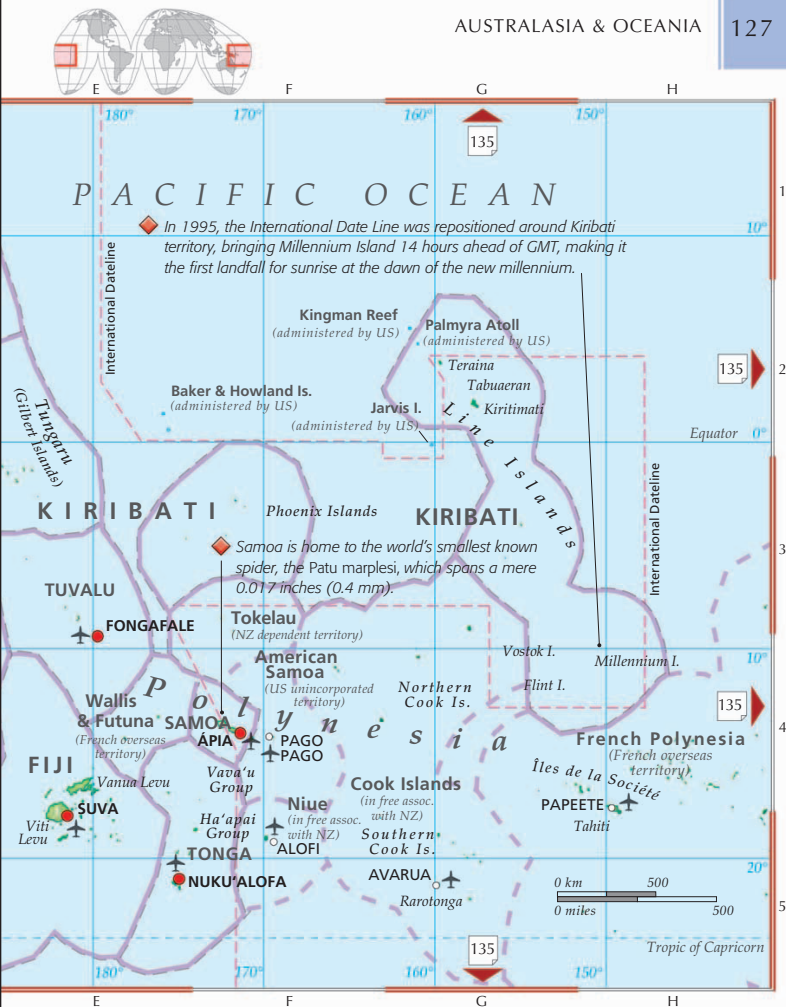 AUSTRALASIA & OCEANIA
127
E
F
G
H
180°
170°
160°
150°
135
PACIFIC OCEAN
1
In 1995, the International Date Line was repositioned around Kiribati
territory, bringing Millennium Island 14 hours ahead of GMT, making it
the first landfall for sunrise at the dawn of the new millennium.
10°
International Dateline
Kingman Reef
(administered by US)
Palmyra Atoll
(administered by US)
135
2
Teraina
Tabuaeran
Kiritimati
Baker & Howland Is.
(administered by US)
Jarvis I.
(administered by US)
Line Islands
Tungaru
(Gilbert Islands)
Equator
0°
International Dateline
KIRIBATI
Phoenix Islands
KIRIBATI
3
Samoa is home to the world's smallest known
spider, the Patu marplesi, which spans a mere
0.017 inches (0.4 mm).
TUVALU
FONGAFALE
Tokelau
(NZ dependent territory)
American
Samoa
(US unincorporated
territory)
Vostok I.
Millennium I.
10°
Flint I.
Northern
Cook Is.
Polynesia
Wallis
& Futuna
(French overseas
territory)
SAMOA
ÁPIA
PAGO
PAGO
135
4
French Polynesia
(French overseas
territory)
FIJI
Vanua Levu
Vava'u
Group
Îles de la Société
Cook Islands
(in free assoc.
with NZ)
PAPEETE
Tahiti
SUVA
Viti
Levu
Ha'apai
Group
Niue
(in free assoc.
with NZ)
ALOFI
Southern
Cook Is.
TONGA
NUKU'ALOFA
20°
AVARUA
Rarotonga
0 km
500
0 miles
500
5
Tropic of Capricorn
135
180°
170°
160°
150°
E
F
G
H